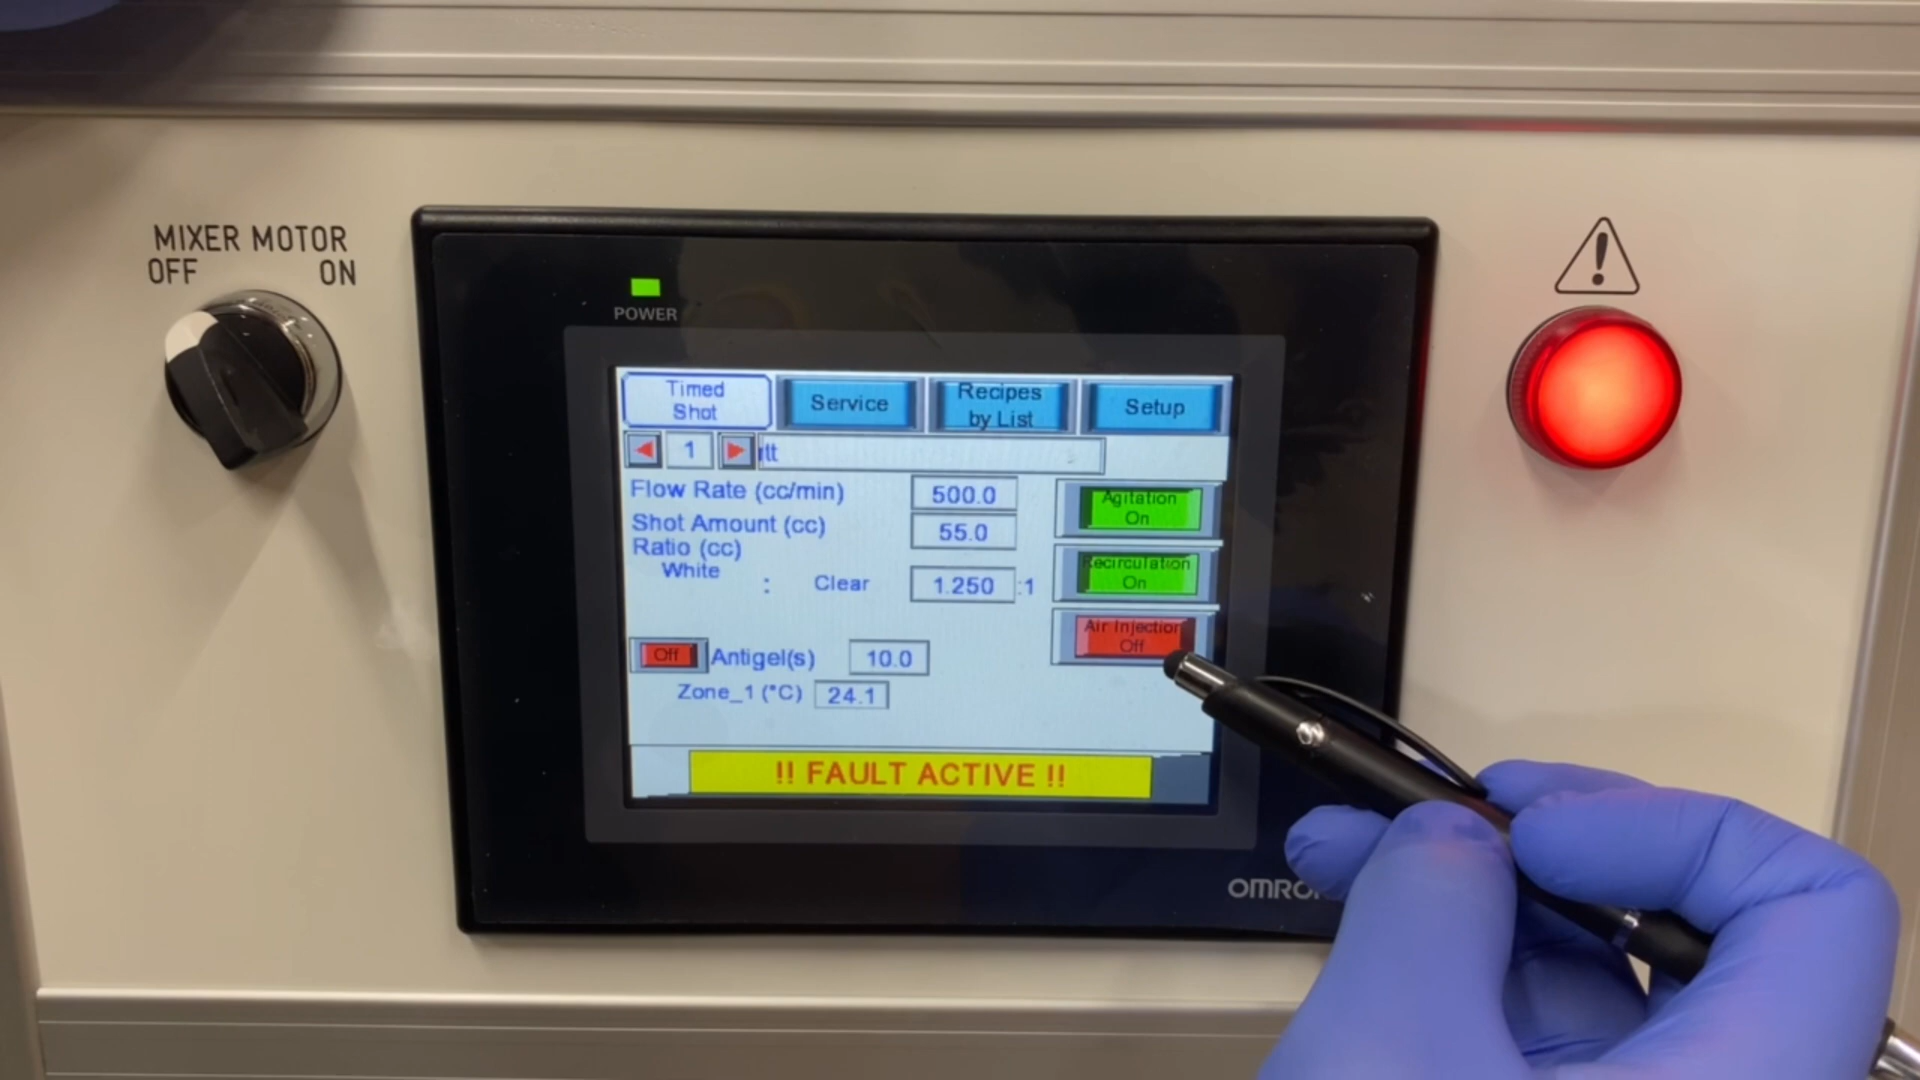 MIXER MOTOR
OFF ON
POWER
Timed
Shot
Service
Recipes
by List
Setup
1
Flow Rate (cc/min) 500.0
Shot Amount (cc) 55.0
Ratio (cc)
White : Clear 1.250 :1
Agitation
On
Recirculation
On
Air Injection
Off
Off Antigel(s) 10.0
Zone_1 (°C) 24.1
!! FAULT ACTIVE !!